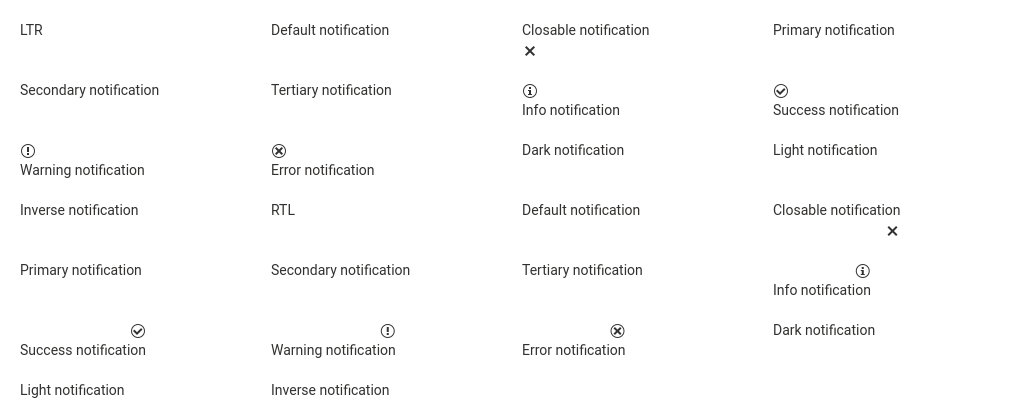 LTR
Default notification
Closable notification
Primary notification
Secondary notification
Tertiary notification
Info notification
Success notification
Warning notification
Error notification
Dark notification
Light notification
Inverse notification
RTL
Default notification
Closable notification
Primary notification
Secondary notification
Tertiary notification
Info notification
Success notification
Warning notification
Error notification
Dark notification
Light notification
Inverse notification